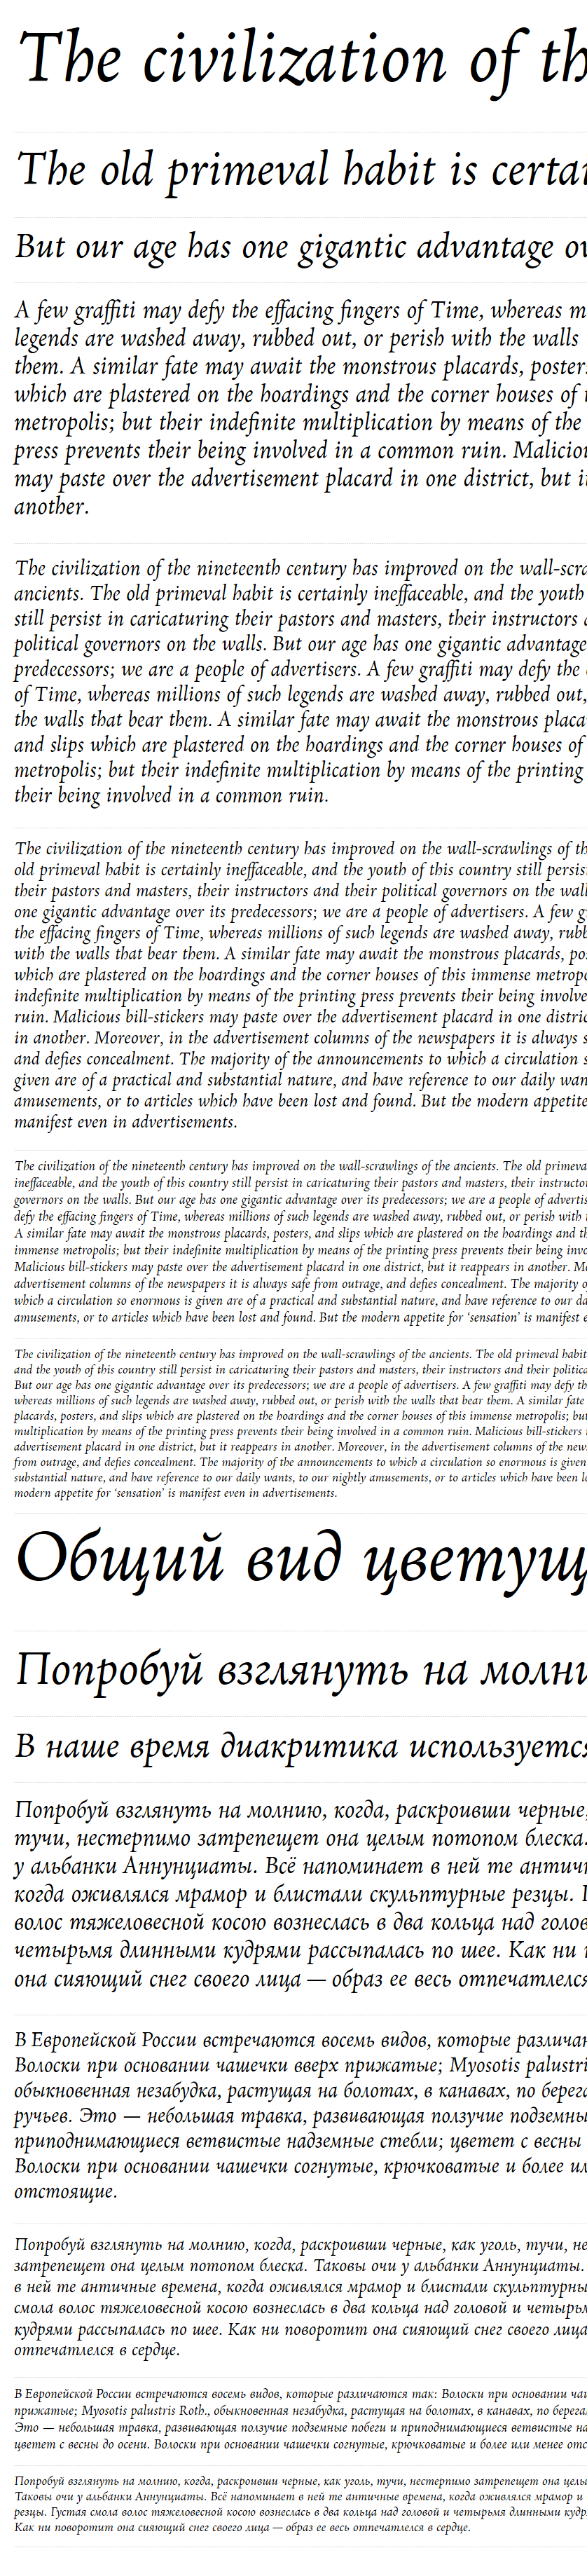 The civilization of th
The old primeval habit is certai
But our age has one gigantic advantage ov
A few graffiti may defy the effacing fingers of Time, whereas m
legends are washed away, rubbed out, or perish with the walls
them. A similar fate may await the monstrous placards, poster
which are plastered on the hoardings and the corner houses of
metropolis; but their indefinite multiplication by means of the
press prevents their being involved in a common ruin. Maliciou
may paste over the advertisement placard in one district, but i
another.
The civilization of the nineteenth century has improved on the wall-scra
ancients. The old primeval habit is certainly ineffaceable, and the youth
still persist in caricaturing their pastors and masters, their instructors
political governors on the walls. But our age has one gigantic advantage
predecessors; we are a people of advertisers. A few graffiti may defy the
of Time, whereas millions of such legends are washed away, rubbed out,
the walls that bear them. A similar fate may await the monstrous placa
and slips which are plastered on the hoardings and the corner houses of
metropolis; but their indefinite multiplication by means of the printing
their being involved in a common ruin.
The civilization of the nineteenth century has improved on the wall-scrawlings of th
old primeval habit is certainly ineffaceable, and the youth of this country still persis
their pastors and masters, their instructors and their political governors on the wall
one gigantic advantage over its predecessors; we are a people of advertisers. A few g
the effacing fingers of Time, whereas millions of such legends are washed away, rubb
with the walls that bear them. A similar fate may await the monstrous placards, po
which are plastered on the hoardings and the corner houses of this immense metrop
indefinite multiplication by means of the printing press prevents their being involve
ruin. Malicious bill-stickers may paste over the advertisement placard in one distric
in another. Moreover, in the advertisement columns of the newspapers it is always s
and defies concealment. The majority of the announcements to which a circulation s
given are of a practical and substantial nature, and have reference to our daily wan
amusements, or to articles which have been lost and found. But the modern appetite
manifest even in advertisements.
The civilization of the nineteenth century has improved on the wall-scrawlings of the ancients. The old primeva
ineffaceable, and the youth of this country still persist in caricaturing their pastors and masters, their instructo
governors on the walls. But our age has one gigantic advantage over its predecessors; we are a people of advertis
defy the effacing fingers of Time, whereas millions of such legends are washed away, rubbed out, or perish with
A similar fate may await the monstrous placards, posters, and slips which are plastered on the hoardings and th
immense metropolis; but their indefinite multiplication by means of the printing press prevents their being invo
Malicious bill-stickers may paste over the advertisement placard in one district, but it reappears in another. Mo
advertisement columns of the newspapers it is always safe from outrage, and defies concealment. The majority o
which a circulation so enormous is given are of a practical and substantial nature, and have reference to our da
amusements, or to articles which have been lost and found. But the modern appetite for ‘sensation’ is manifest e
The civilization of the nineteenth century has improved on the wall-scrawlings of the ancients. The old primeval habit
and the youth of this country still persist in caricaturing their pastors and masters, their instructors and their politica
But our age has one gigantic advantage over its predecessors; we are a people of advertisers. A few graffiti may defy th
whereas millions of such legends are washed away, rubbed out, or perish with the walls that bear them. A similar fate
placards, posters, and slips which are plastered on the hoardings and the corner houses of this immense metropolis; but
multiplication by means of the printing press prevents their being involved in a common ruin. Malicious bill-stickers
advertisement placard in one district, but it reappears in another. Moreover, in the advertisement columns of the new
from outrage, and defies concealment. The majority of the announcements to which a circulation so enormous is given
substantial nature, and have reference to our daily wants, to our nightly amusements, or to articles which have been l
modern appetite for ‘sensation’ is manifest even in advertisements.
Общий вид цветущ
Попробуй взглянуть на молни
В наше время диакритика используетс
Попробуй взглянуть на молнию, когда, раскроивши черные,
тучи, нестерпимо затрепещет она целым потопом блеска.
у альбанки Аннунциаты. Всё напоминает в ней те антич
когда оживлялся мрамор и блистали скульптурные резцы.
волос тяжеловесной косою вознеслась в два кольца над голов
четырьмя длинными кудрями рассыпалась по шее. Как ни
она сияющий снег своего лица — образ ее весь отпечатлелся
В Европейской России встречаются восемь видов, которые различаю
Волоски при основании чашечки вверх прижатые; Myosotis palustri
обыкновенная незабудка, растущая на болотах, в канавах, по берега
ручьев. Это — небольшая травка, развивающая ползучие подземны
приподнимающиеся ветвистые надземные стебли; цветет с весны
Волоски при основании чашечки согнутые, крючковатые и более ил
отстоящие.
Попробуй взглянуть на молнию, когда, раскроивши черные, как уголь, тучи, не
затрепещет она целым потопом блеска. Таковы очи у альбанки Аннунциаты.
в ней те античные времена, когда оживлялся мрамор и блистали скульптурны
смола волос тяжеловесной косою вознеслась в два кольца над головой и четырьм
кудрями рассыпалась по шее. Как ни поворотит она сияющий снег своего лица
отпечатлелся в сердце.
В Европейской России встречаются восемь видов, которые различаются так: Волоски при основании чаш
прижатые; Myosotis palustris Roth., обыкновенная незабудка, растущая на болотах, в канавах, по берега
Это — небольшая травка, развивающая ползучие подземные побеги и приподнимающиеся ветвистые на
цветет с весны до осени. Волоски при основании чашечки согнутые, крючковатые и более или менее отс
Попробуй взглянуть на молнию, когда, раскроивши черные, как уголь, тучи, нестерпимо затрепещет она цел
Таковы очи у альбанки Аннунциаты. Всё напоминает в ней те античные времена, когда оживлялся мрамор и
резцы. Густая смола волос тяжеловесной косою вознеслась в два кольца над головой и четырьмя длинными кудр
Как ни поворотит она сияющий снег своего лица — образ ее весь отпечатлелся в сердце.